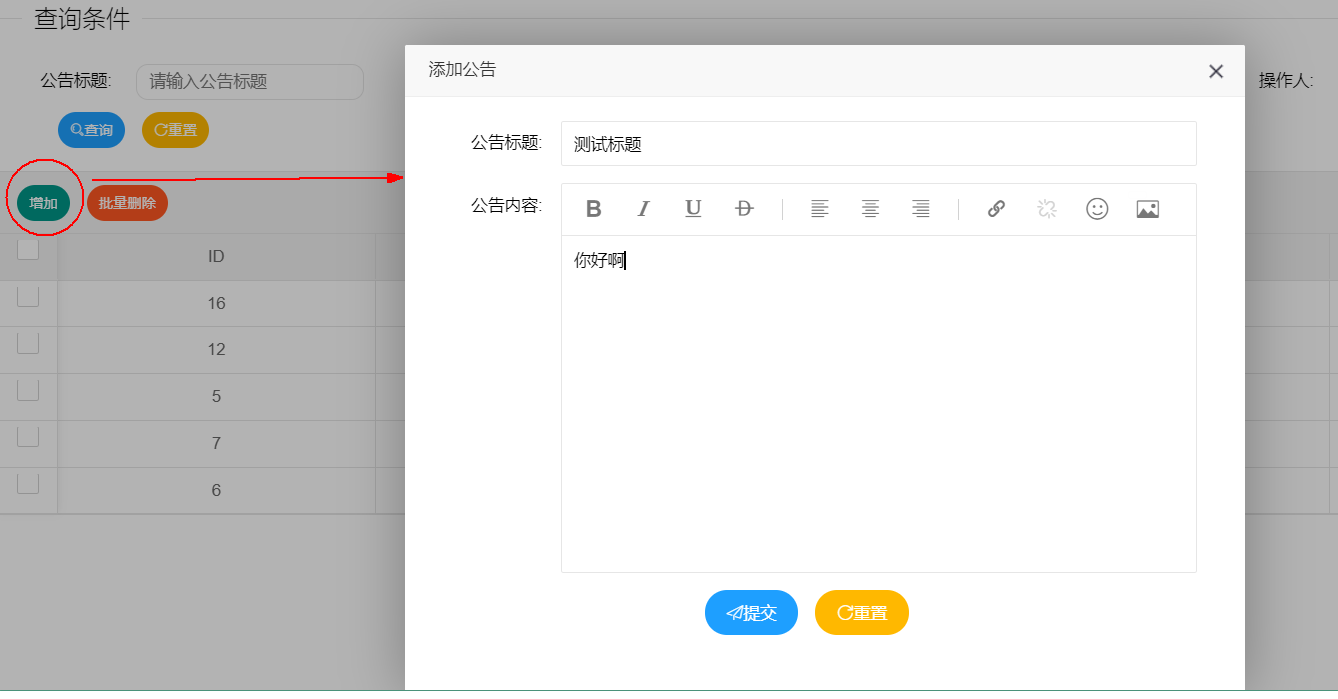 查询条件
公告标题: 请输入公告标题 操作人:
查询 重置
增加 批量删除
ID
16
12
5
7
6
添加公告
公告标题: 测试标题
公告内容:
B I U D
你好啊
提交 重置